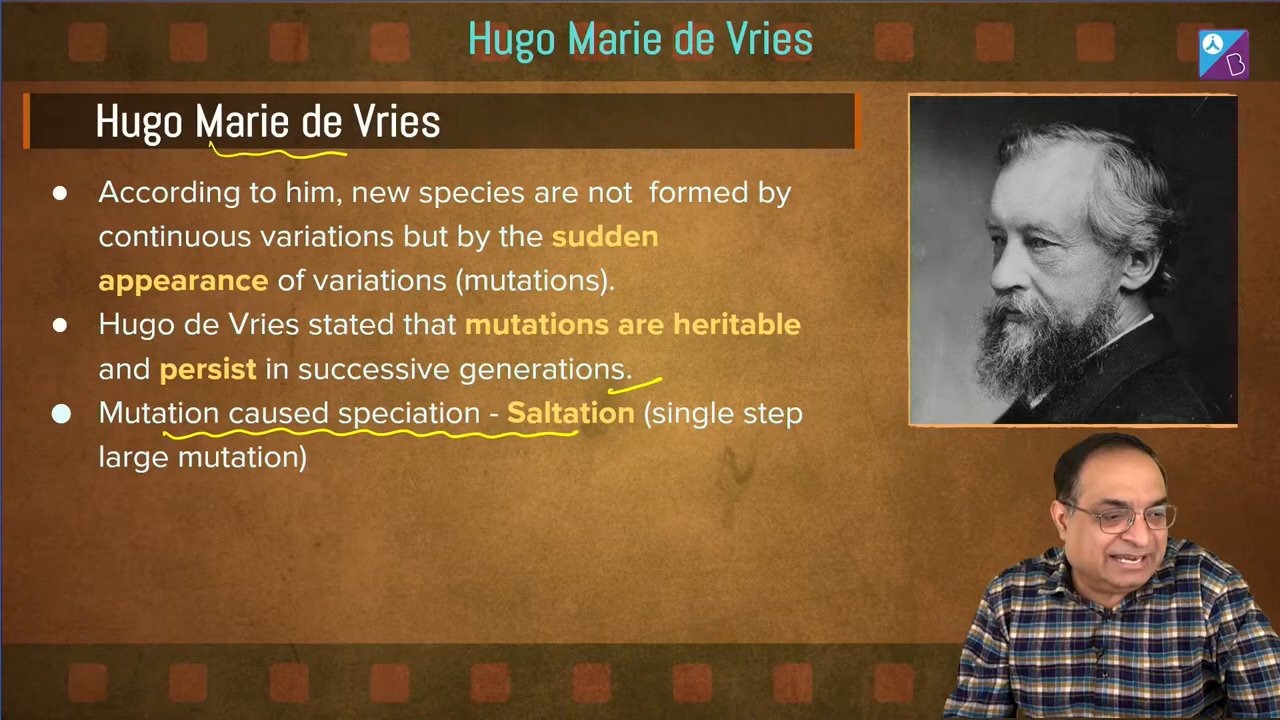 Hugo Marie de Vries
B
Hugo Marie de Vries
● According to him, new species are not formed by
continuous variations but by the sudden
appearance of variations (mutations).
● Hugo de Vries stated that mutations are heritable
and persist in successive generations.
● Mutation caused speciation - Saltation (single step
large mutation)